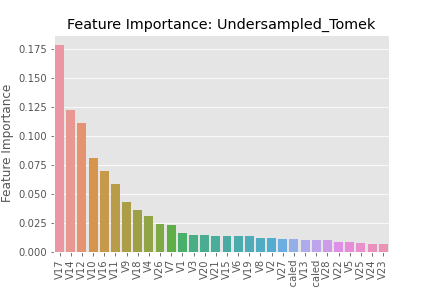 Feature Importance: Undersampled_Tomek
0.175
0.150
0.125
0.100
0.075
0.050
0.025
0.000
Feature Importance
V17
V14
V12
V10
V16
V11
V9
V18
V4
V26
V7
V1
V3
V20
V21
V15
V6
V19
V8
V2
V27
caled
V13
caled
V28
V22
V5
V25
V24
V23